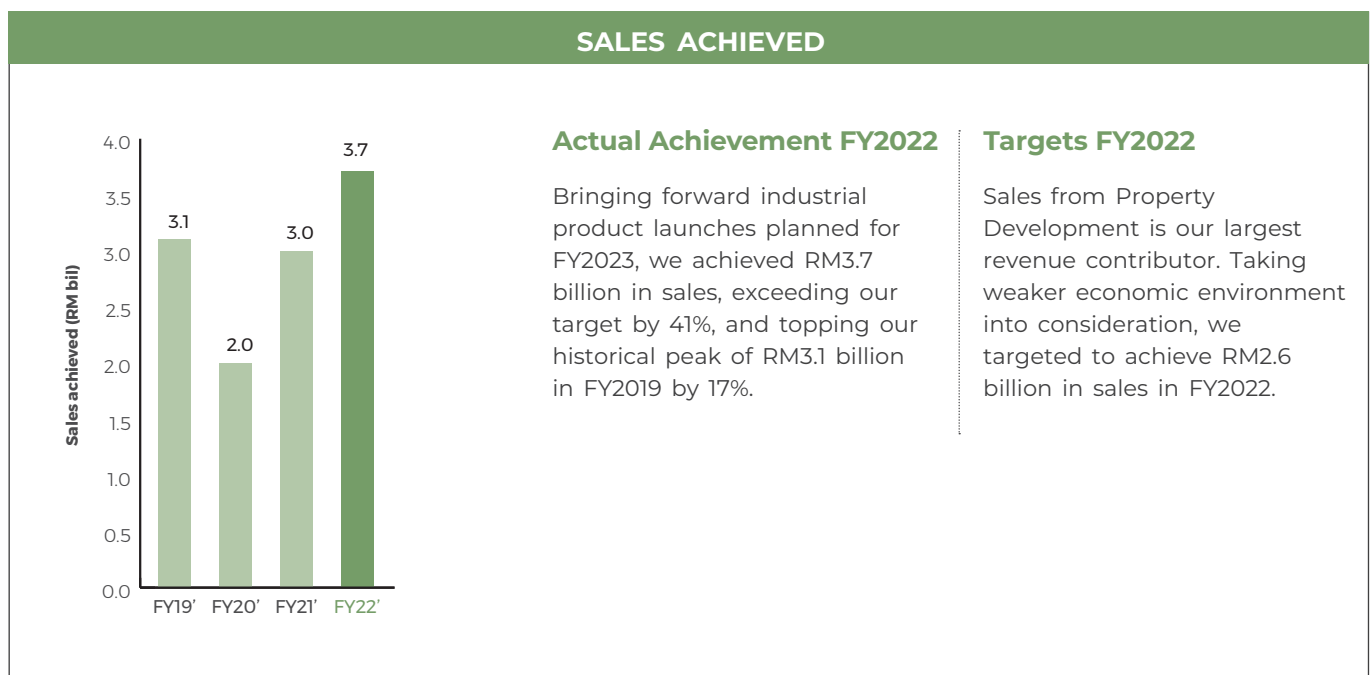 SALES ACHIEVED
Sales achieved (RM bil)
4.0
3.5
3.0
2.5
2.0
1.5
1.0
0.5
0.0
3.1
2.0
3.0
3.7
FY19’ FY20’ FY21’ FY22’
Actual Achievement FY2022
Bringing forward industrial
product launches planned for
FY2023, we achieved RM3.7
billion in sales, exceeding our
target by 41%, and topping our
historical peak of RM3.1 billion
in FY2019 by 17%.
Targets FY2022
Sales from Property
Development is our largest
revenue contributor. Taking
weaker economic environment
into consideration, we
targeted to achieve RM2.6
billion in sales in FY2022.